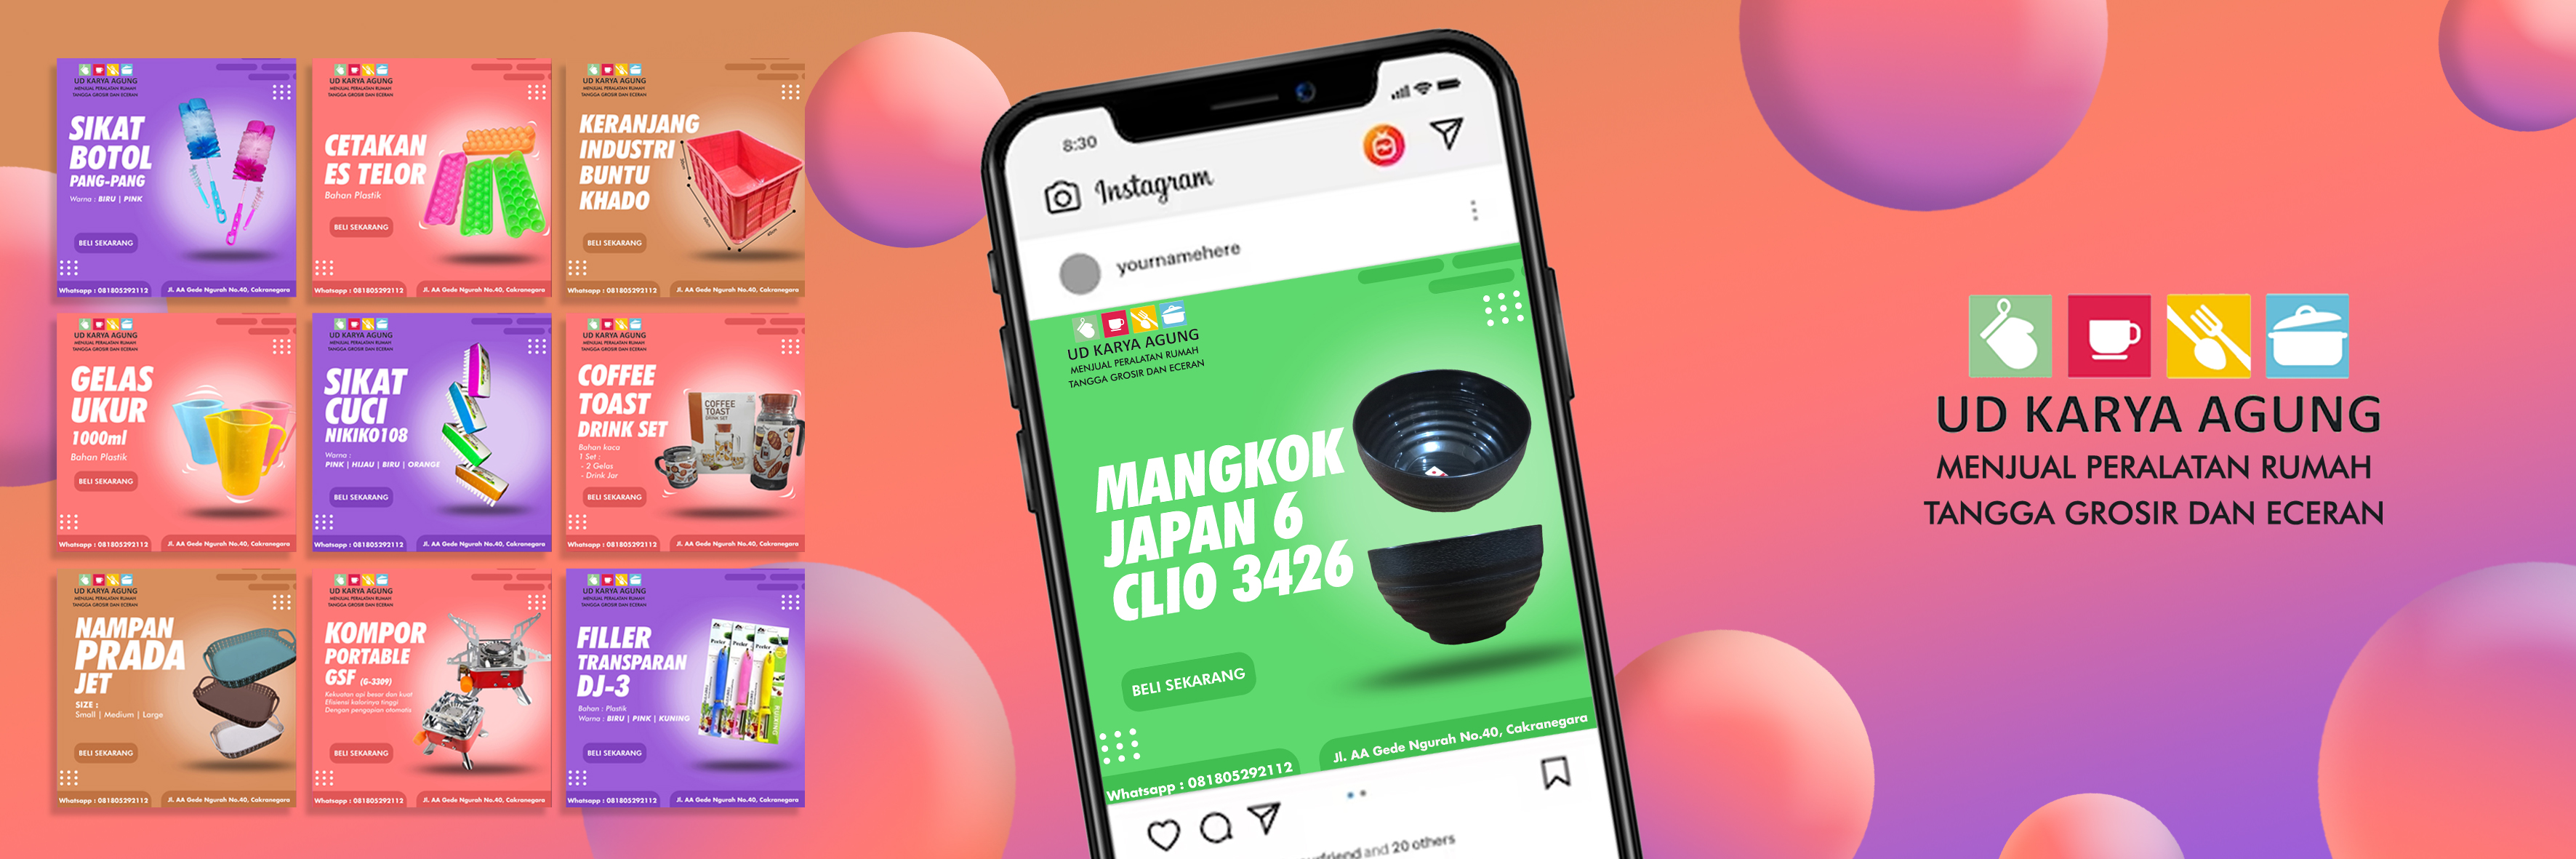 UD KARYA AGUNG
MENJUAL PERALATAN RUMAH
TANGGA GROSIR DAN ECERAN
SIKAT
BOTOL
PANG-PANG
Warna : BIRU | PINK
BELI SEKARANG
Whatsapp : 081805292112
Jl. AA Gede Ngurah No.40, Cakranegara
UD KARYA AGUNG
MENJUAL PERALATAN RUMAH
TANGGA GROSIR DAN ECERAN
CETAKAN
ES TELOR
Bahan Plastik
BELI SEKARANG
Whatsapp : 081805292112
Jl. AA Gede Ngurah No.40, Cakranegara
UD KARYA AGUNG
MENJUAL PERALATAN RUMAH
TANGGA GROSIR DAN ECERAN
KERANJANG
INDUSTRI
BUNTU
KHADO
BELI SEKARANG
Whatsapp : 081805292112
Jl. AA Gede Ngurah No.40, Cakranegara
UD KARYA AGUNG
MENJUAL PERALATAN RUMAH
TANGGA GROSIR DAN ECERAN
GELAS
UKUR
1000ml
Bahan Plastik
BELI SEKARANG
Whatsapp : 081805292112
Jl. AA Gede Ngurah No.40, Cakranegara
UD KARYA AGUNG
MENJUAL PERALATAN RUMAH
TANGGA GROSIR DAN ECERAN
SIKAT
CUCI
NIKIKO108
Warna :
PINK | HIJAU | BIRU | ORANGE
BELI SEKARANG
Whatsapp : 081805292112
Jl. AA Gede Ngurah No.40, Cakranegara
UD KARYA AGUNG
MENJUAL PERALATAN RUMAH
TANGGA GROSIR DAN ECERAN
COFFEE
TOAST
DRINK SET
Bahan kaca
1 Set :
- 2 Gelas
- Drink Jar
COFFEE
TOAST
DRINK SET
BELI SEKARANG
Whatsapp : 081805292112
Jl. AA Gede Ngurah No.40, Cakranegara
UD KARYA AGUNG
MENJUAL PERALATAN RUMAH
TANGGA GROSIR DAN ECERAN
NAMPAN
PRADA
JET
SIZE :
Small | Medium | Large
BELI SEKARANG
Whatsapp : 081805292112
Jl. AA Gede Ngurah No.40, Cakranegara
UD KARYA AGUNG
MENJUAL PERALATAN RUMAH
TANGGA GROSIR DAN ECERAN
KOMPOR
PORTABLE
GSF (G-3309)
Kekuatan api besar dan kuat
Efisiensi kalorinya tinggi
Dengan pengapian otomatis
BELI SEKARANG
Whatsapp : 081805292112
Jl. AA Gede Ngurah No.40, Cakranegara
UD KARYA AGUNG
MENJUAL PERALATAN RUMAH
TANGGA GROSIR DAN ECERAN
FILLER
TRANSPARAN
DJ-3
Bahan : Plastik
Warna : BIRU | PINK | KUNING
Peeler
Peeler
Peeler
BELI SEKARANG
Whatsapp : 081805292112
Jl. AA Gede Ngurah No.40, Cakranegara
8:30
Instagram
yournamehere
UD KARYA AGUNG
MENJUAL PERALATAN RUMAH
TANGGA GROSIR DAN ECERAN
MANGKOK
JAPAN 6
CLIO 3426
BELI SEKARANG
Whatsapp : 081805292112
Jl. AA Gede Ngurah No.40, Cakranegara
and 20 others
UD KARYA AGUNG
MENJUAL PERALATAN RUMAH
TANGGA GROSIR DAN ECERAN